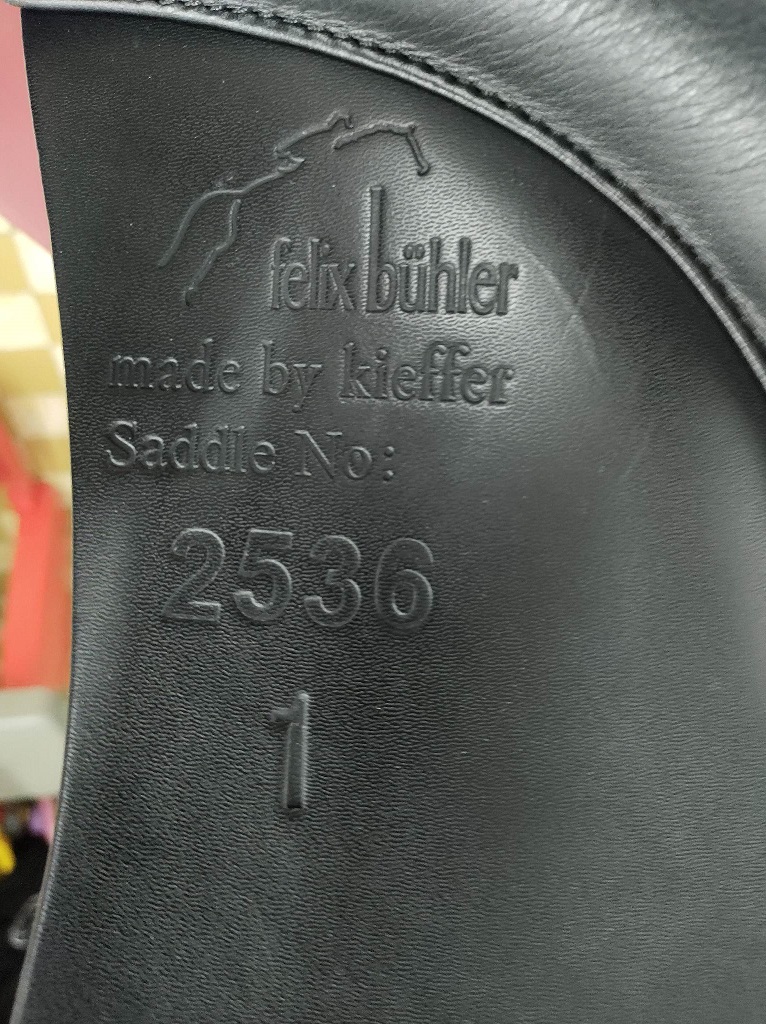 felix bühler
made by kieffer
Saddle No:
2536
1